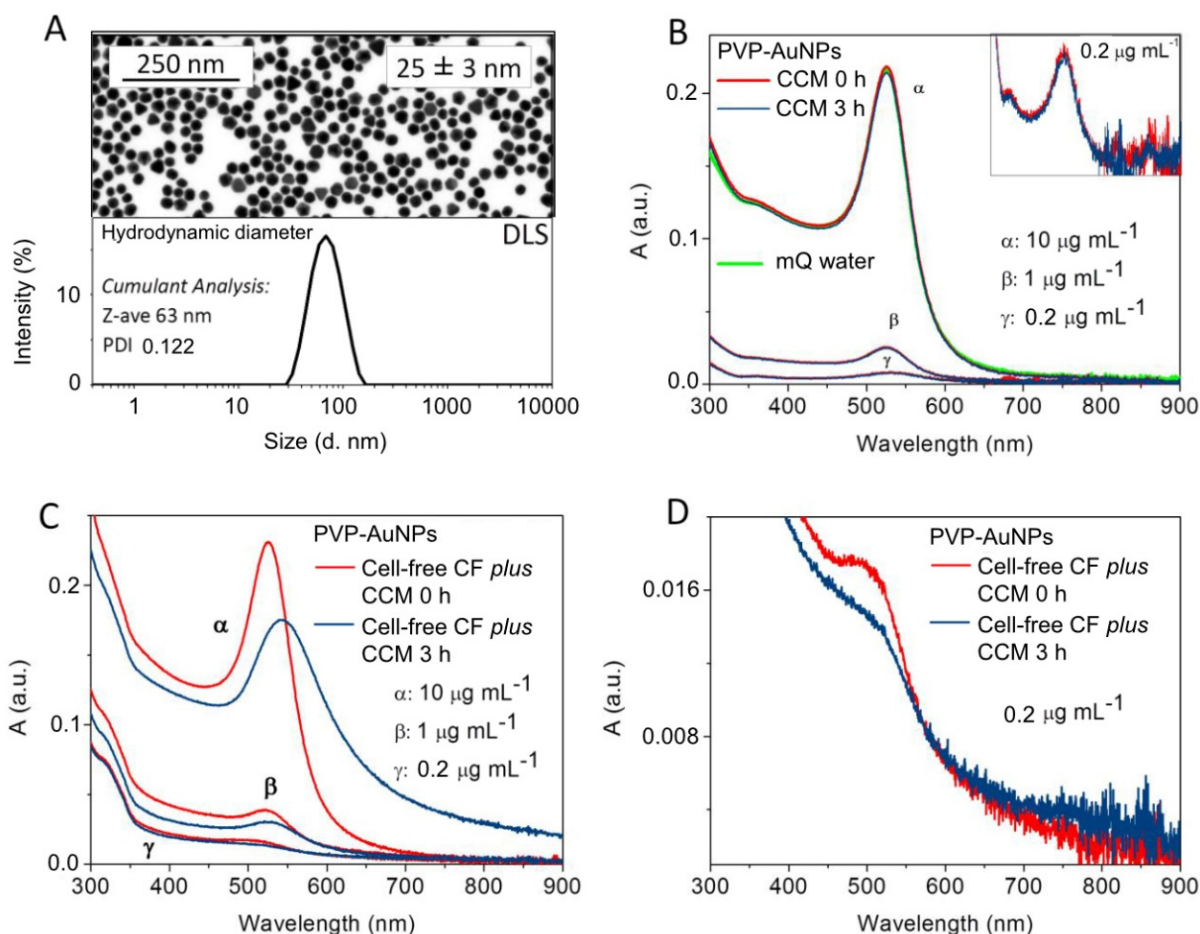 A
250 nm
25 ± 3 nm
Hydrodynamic diameter
DLS
Cumulant Analysis:
Z-ave 63 nm
PDI 0.122
Intensity (%)
10
0
1
10
100
1000
10000
Size (d. nm)
B
PVP-AuNPs
CCM 0 h
CCM 3 h
mQ water
0.2 μg mL⁻¹
α
β
γ
α: 10 μg mL⁻¹
β: 1 μg mL⁻¹
γ: 0.2 μg mL⁻¹
A (a.u.)
0.2
0.1
0.0
300 400 500 600 700 800 900
Wavelength (nm)
C
PVP-AuNPs
Cell-free CF plus
CCM 0 h
Cell-free CF plus
CCM 3 h
α: 10 μg mL⁻¹
β: 1 μg mL⁻¹
γ: 0.2 μg mL⁻¹
α
β
γ
A (a.u.)
0.2
0.1
0.0
300 400 500 600 700 800 900
Wavelength (nm)
D
PVP-AuNPs
Cell-free CF plus
CCM 0 h
Cell-free CF plus
CCM 3 h
0.2 μg mL⁻¹
A (a.u.)
0.016
0.008
300 400 500 600 700 800 900
Wavelength (nm)